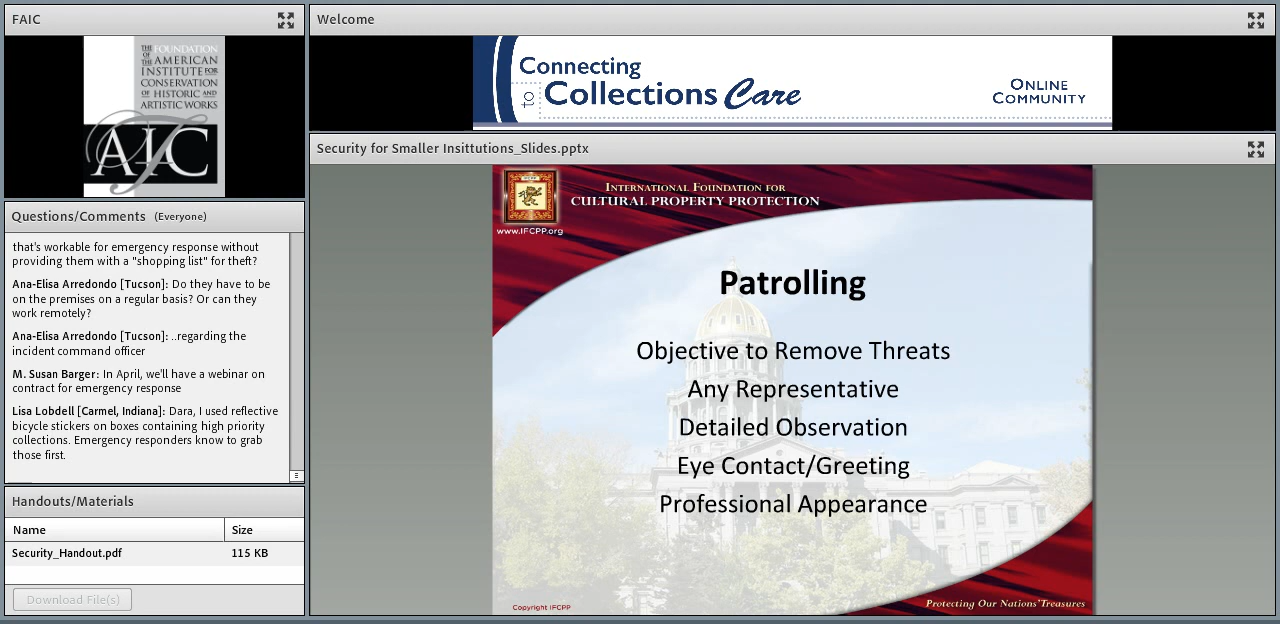 FAIC
THE FOUNDATION
OF THE AMERICAN
INSTITUTE FOR
CONSERVATION
OF HISTORIC AND
ARTISTIC WORKS
AIC
Questions/Comments (Everyone)
that's workable for emergency response without
providing them with a "shopping list" for theft?
Ana-Elisa Arredondo [Tucson]: Do they have to be
on the premises on a regular basis? Or can they
work remotely?
Ana-Elisa Arredondo [Tucson]: ..regarding the
incident command officer
M. Susan Barger: In April, we'll have a webinar on
contract for emergency response
Lisa Lobdell [Carmel, Indiana]: Dara, I used reflective
bicycle stickers on boxes containing high priority
collections. Emergency responders know to grab
those first.
Handouts/Materials
Name Size
Security_Handout.pdf 115 KB
Download File(s)
Welcome
Connecting
to Collections Care
ONLINE
COMMUNITY
Security for Smaller Insittutions_Slides.pptx
IFCPP
www.IFCPP.org
INTERNATIONAL FOUNDATION FOR
CULTURAL PROPERTY PROTECTION
Patrolling
Objective to Remove Threats
Any Representative
Detailed Observation
Eye Contact/Greeting
Professional Appearance
Copyright IFCPP
Protecting Our Nations' Treasures